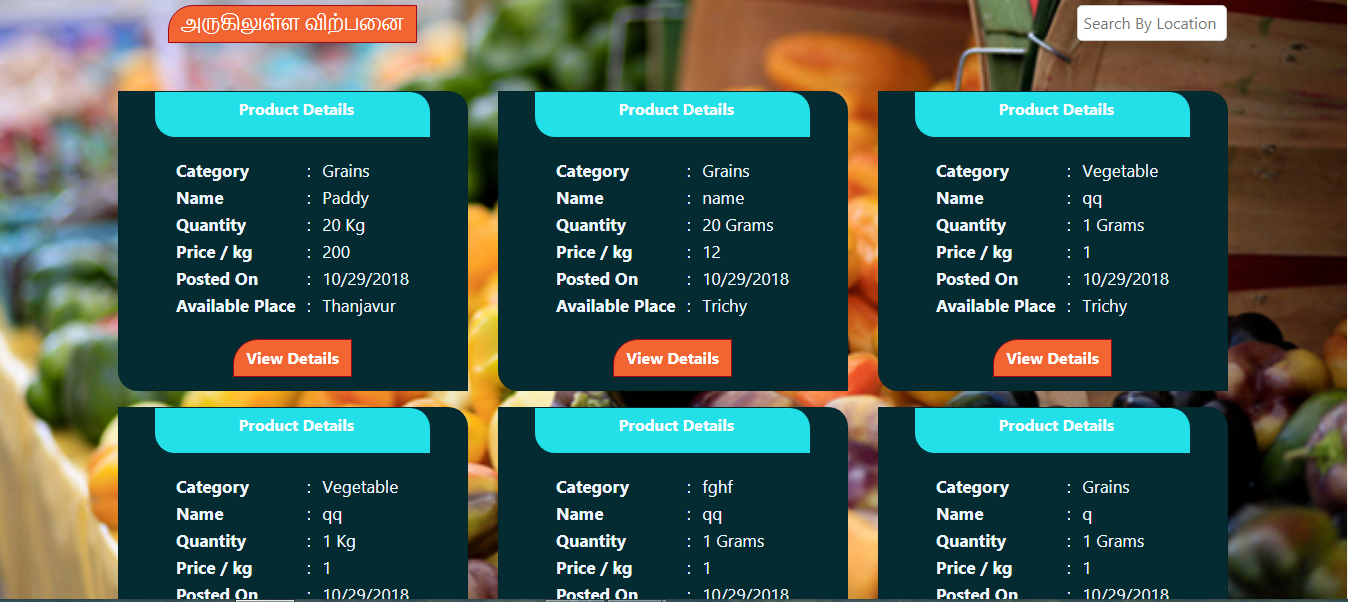 அருகிலுள்ள விற்பனை
Search By Location
Product Details
Category : Grains
Name : Paddy
Quantity : 20 Kg
Price / kg : 200
Posted On : 10/29/2018
Available Place : Thanjavur
View Details
Product Details
Category : Grains
Name : name
Quantity : 20 Grams
Price / kg : 12
Posted On : 10/29/2018
Available Place : Trichy
View Details
Product Details
Category : Vegetable
Name : qq
Quantity : 1 Grams
Price / kg : 1
Posted On : 10/29/2018
Available Place : Trichy
View Details
Product Details
Category : Vegetable
Name : qq
Quantity : 1 Kg
Price / kg : 1
Posted On : 10/29/2018
Product Details
Category : fghf
Name : qq
Quantity : 1 Grams
Price / kg : 1
Posted On : 10/29/2018
Product Details
Category : Grains
Name : q
Quantity : 1 Grams
Price / kg : 1
Posted On : 10/29/2018